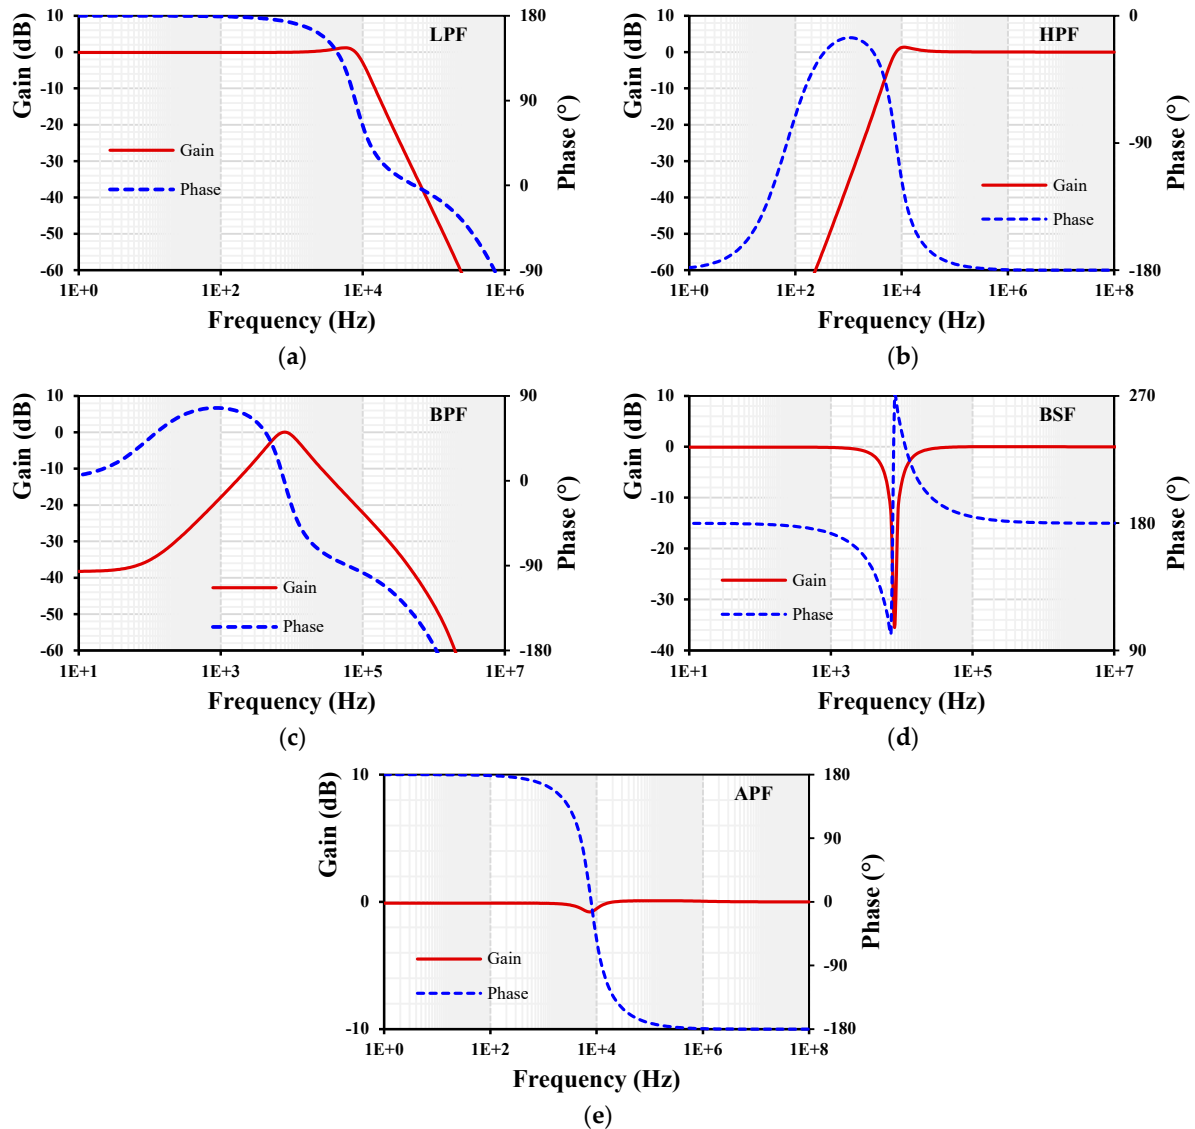 LPF
Gain (dB)
10
0
-10
-20
-30
-40
-50
-60
180
90
0
-90
Phase (°)
Gain
Phase
1E+0 1E+2 1E+4 1E+6
Frequency (Hz)
(a)
HPF
Gain (dB)
10
0
-10
-20
-30
-40
-50
-60
0
-90
-180
Phase (°)
Gain
Phase
1E+0 1E+2 1E+4 1E+6 1E+8
Frequency (Hz)
(b)
BPF
Gain (dB)
10
0
-10
-20
-30
-40
-50
-60
90
0
-90
-180
Phase (°)
Gain
Phase
1E+1 1E+3 1E+5 1E+7
Frequency (Hz)
(c)
BSF
Gain (dB)
10
0
-10
-20
-30
-40
270
180
90
Phase (°)
Gain
Phase
1E+1 1E+3 1E+5 1E+7
Frequency (Hz)
(d)
APF
Gain (dB)
10
0
-10
180
90
0
-90
-180
Phase (°)
Gain
Phase
1E+0 1E+2 1E+4 1E+6 1E+8
Frequency (Hz)
(e)